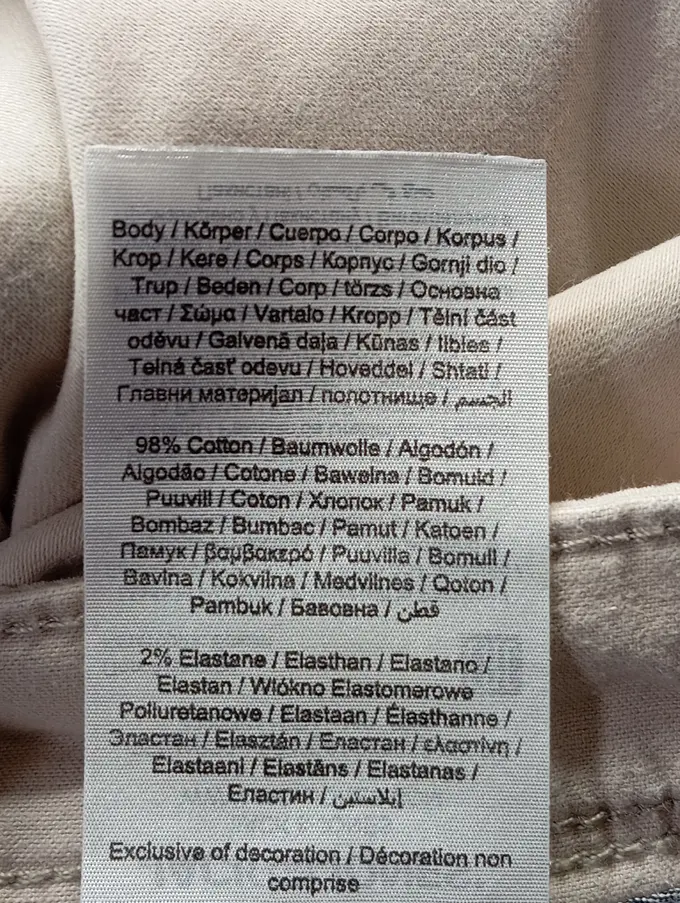 Body / Körper / Cuerpo / Corpo / Korpus /
Krop / Kere / Corps / Корпус / Gornji dio /
Trup / Beden / Corp / törzs / Основна
част / Σώμα / Vartalo / Kropp / Tělní část
oděvu / Galvenā daļa / Kūnas / Ilbles /
Telná časť odevu / Hoveddel / Shtati /
Главни материјал / полотнище / الجسم
98% Cotton / Baumwolle / Algodón /
Algodão / Cotone / Bawełna / Bomuld /
Puuvill / Coton / Хлопок / Pamuk /
Bombaz / Bumbac / Pamut / Katoen /
Памук / βαμβακερό / Puuvilla / Bomull /
Bavlna / Kokvilna / Medvilnes / Qoton /
Pambuk / Бавовна / قطن
2% Elastane / Elasthan / Elastano /
Elastan / Włókno Elastomerowe
Poliuretanowe / Elastaan / Élasthanne /
Эластан / Elasztán / Еластан / ελαστίνη /
Elastaani / Elastāns / Elastanas /
Еластин / إيلاستين
Exclusive of decoration / Décoration non
comprise